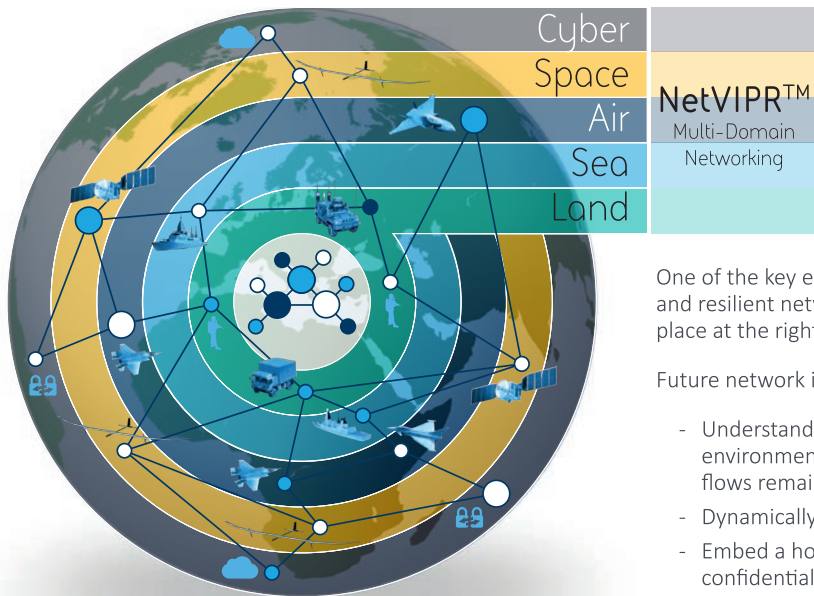 Cyber
Space
Air
Sea
Land
NetVIPR™
Multi-Domain
Networking
One of the key e
and resilient netw
place at the right
Future network i
- Understand
environmen
flows remai
- Dynamically
- Embed a ho
confidential